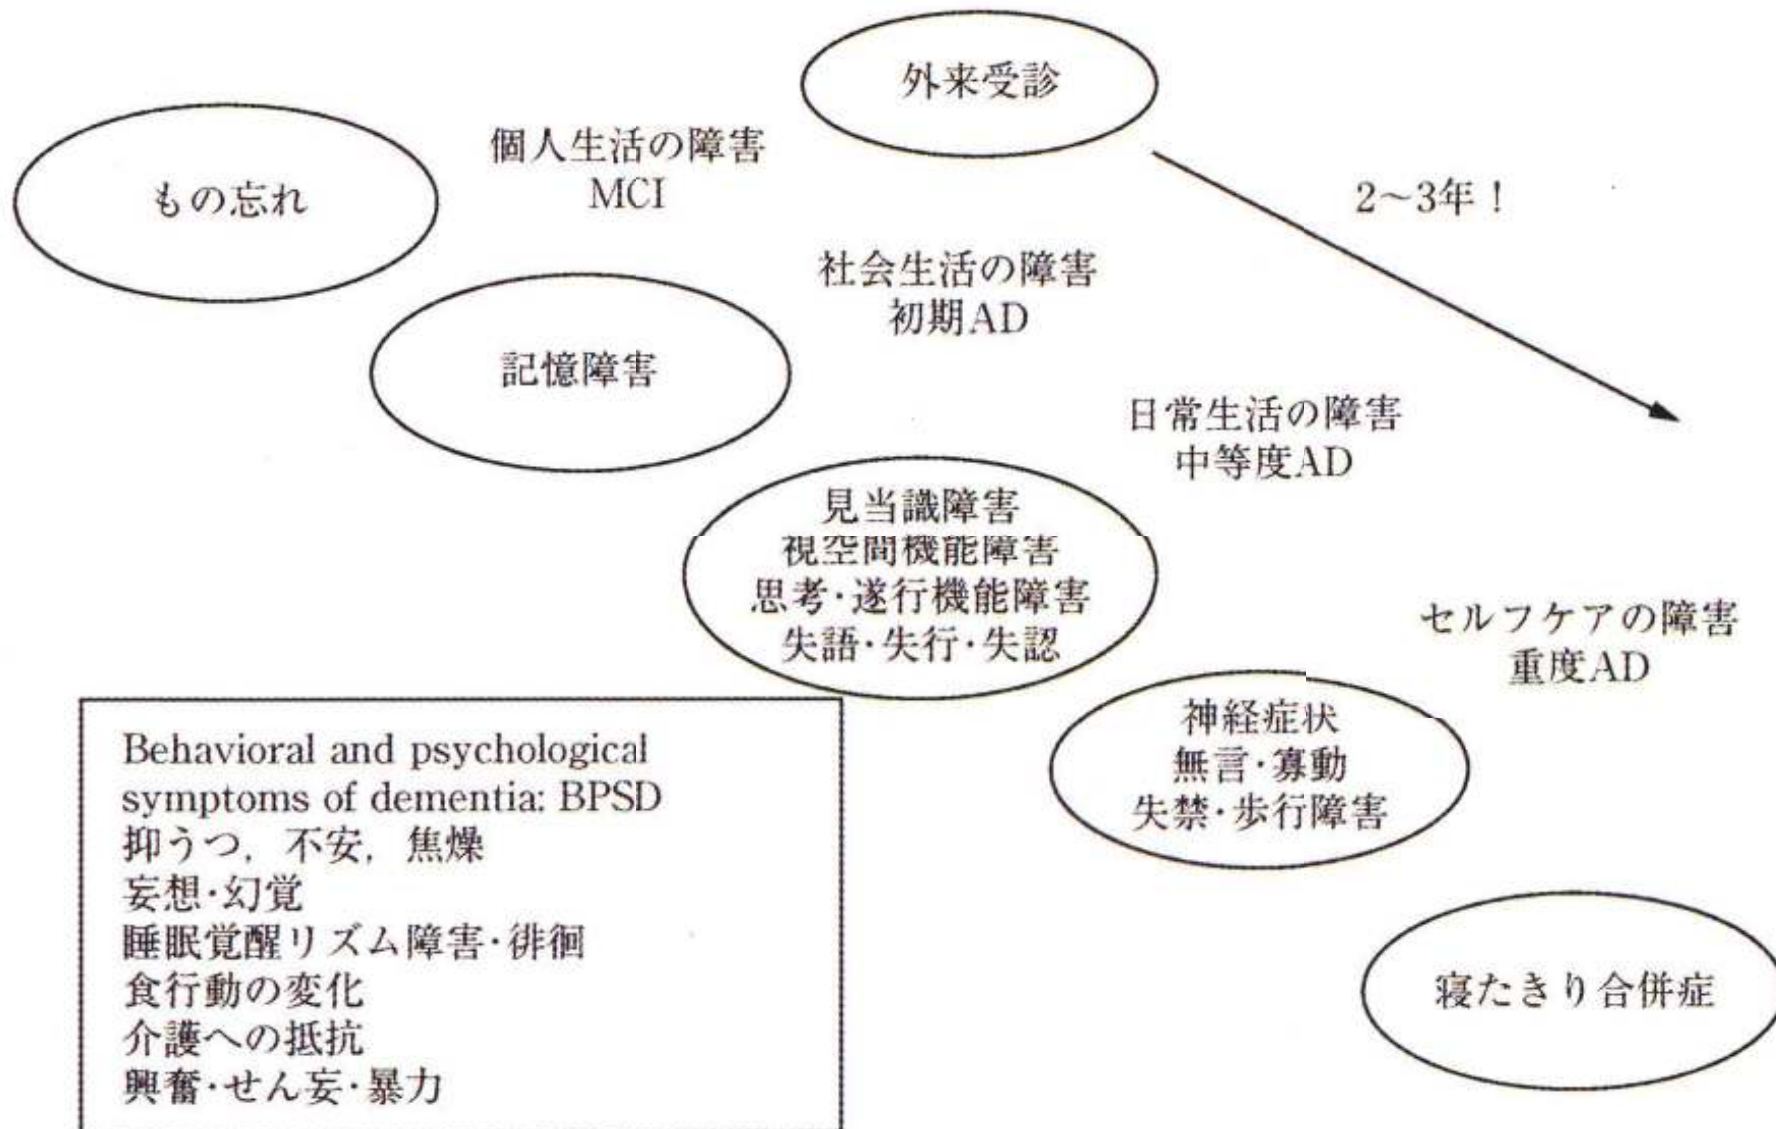 外来受診
もの忘れ
個人生活の障害
MCI
2～3年！
社会生活の障害
初期AD
記憶障害
日常生活の障害
中等度AD
見当識障害
視空間機能障害
思考・遂行機能障害
失語・失行・失認
セルフケアの障害
重度AD
神経症状
無言・寡動
失禁・歩行障害
寝たきり合併症
Behavioral and psychological
symptoms of dementia: BPSD
抑うつ，不安，焦燥
妄想・幻覚
睡眠覚醒リズム障害・徘徊
食行動の変化
介護への抵抗
興奮・せん妄・暴力